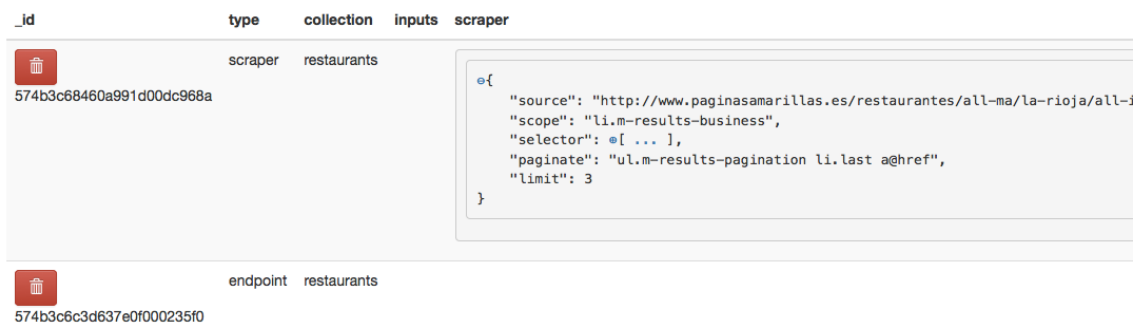 _id type collection inputs scraper
scraper restaurants
574b3c68460a991d00dc968a
{
"source": "http://www.paginasamarillas.es/restaurantes/all-ma/la-rioja/all-i
"scope": "li.m-results-business",
"selector": [ ... ],
"paginate": "ul.m-results-pagination li.last a@href",
"limit": 3
}
endpoint restaurants
574b3c6c3d637e0f000235f0